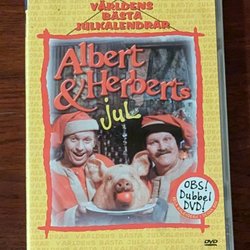 VÄRLDENS
BÄSTA
JULKALENDRAR
Albert
& Herberts
jul
OBS!
Dubbel
DVD!
DVD